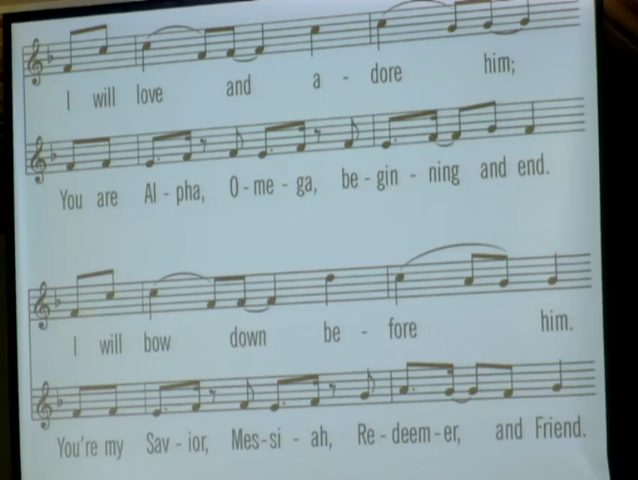 I will love and a - dore him;
You are Al - pha, O - me - ga, be - gin - ning and end.
I will bow down be - fore him.
You're my Sav - ior, Mes - si - ah, Re - deem - er, and Friend.